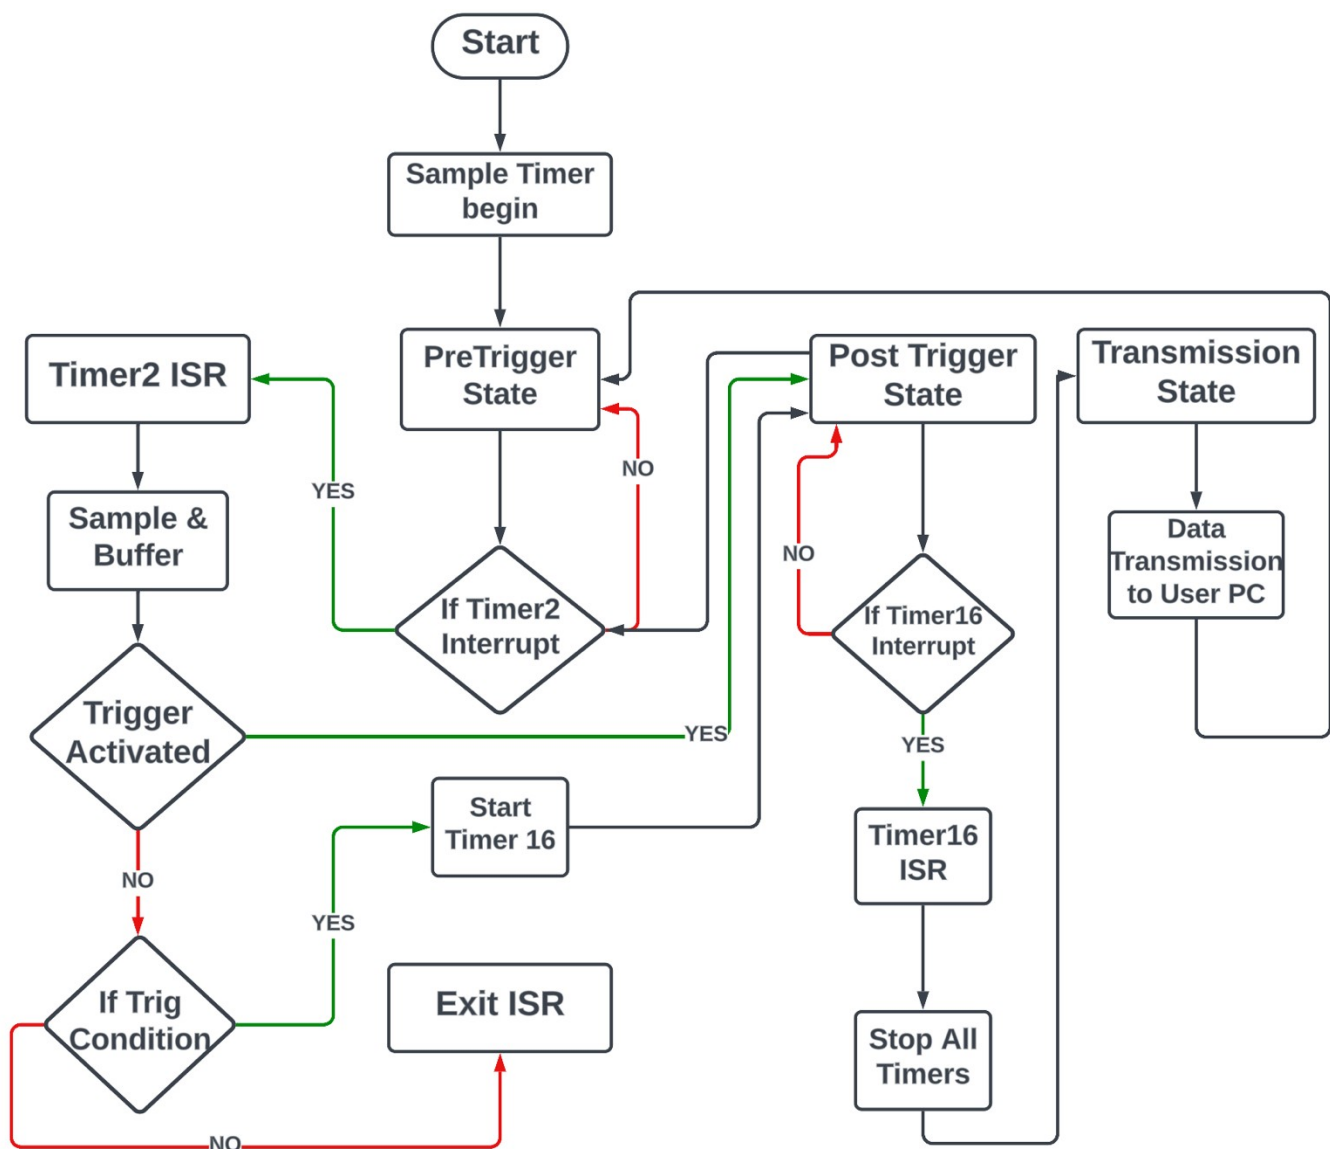 Start
Sample Timer
begin
Timer2 ISR
PreTrigger
State
Post Trigger
State
Transmission
State
NO
YES
Sample &
Buffer
Data
Transmission
to User PC
NO
If Timer2
Interrupt
If Timer16
Interrupt
Trigger
Activated
YES
YES
Start
Timer 16
Timer16
ISR
NO
YES
If Trig
Condition
Exit ISR
Stop All
Timers
NO